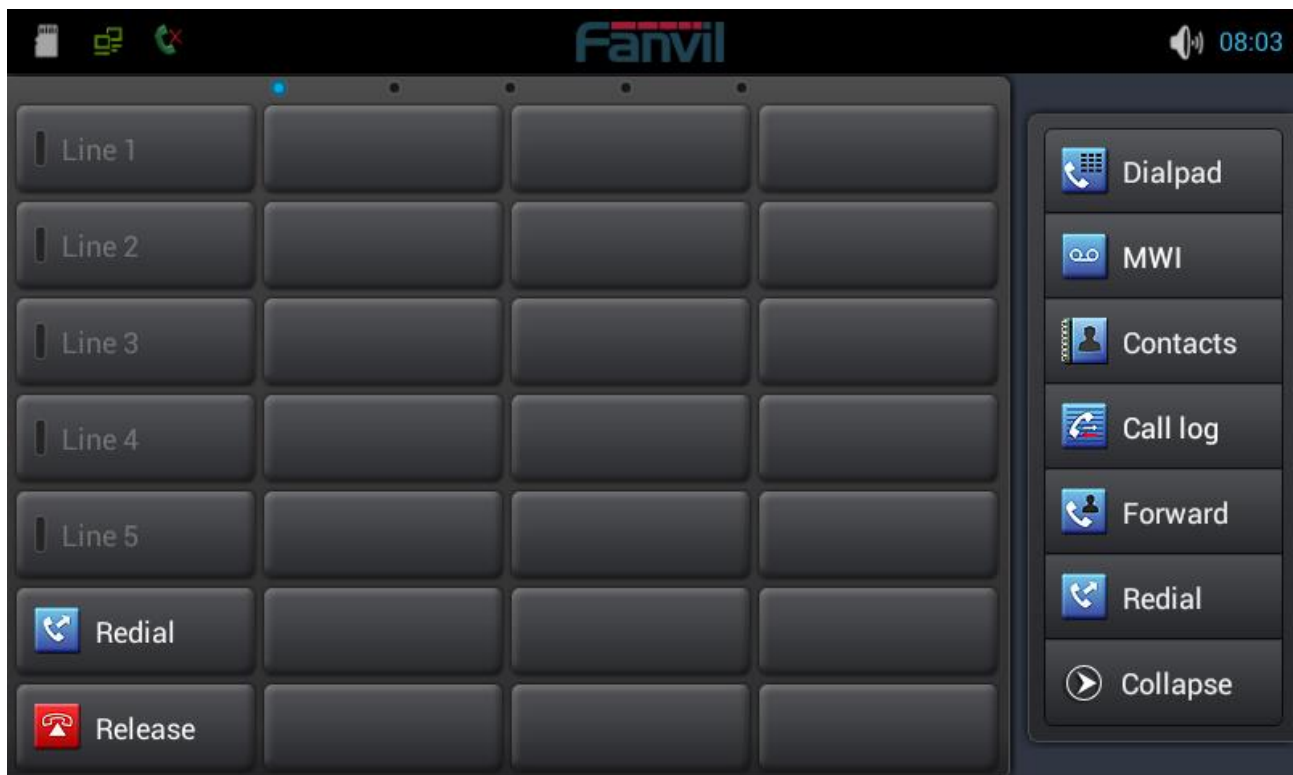 Fanvil
08:03
Line 1
Line 2
Line 3
Line 4
Line 5
Redial
Release
Dialpad
MWI
Contacts
Call log
Forward
Redial
Collapse